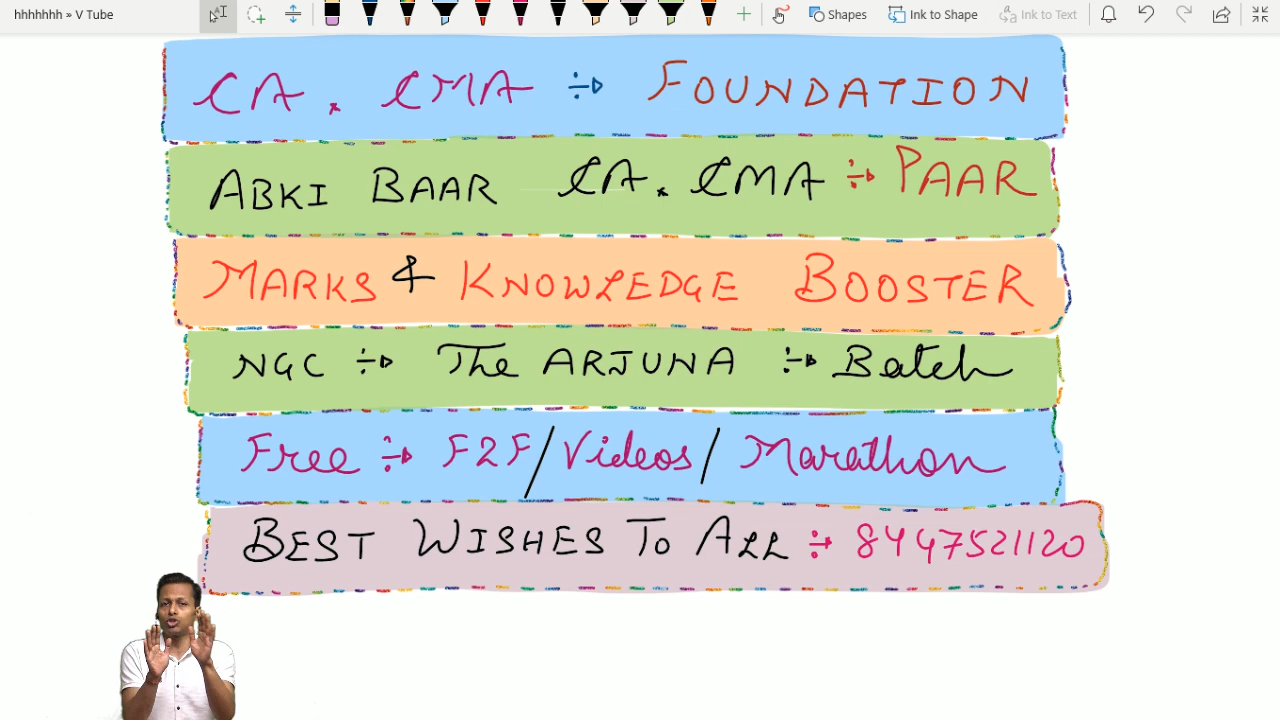 hhhhhhh » V Tube
Shapes Ink to Shape Ink to Text
CA. CMA ÷ FOUNDATION
ABKI BAAR CA. CMA ÷ PAAR
MARKS & KNOWLEDGE BOOSTER
NGC ÷ The ARJUNA ÷ Batch
Free ÷ F2F/Videos/Marathon
BEST WISHES TO ALL ÷ 8447521120